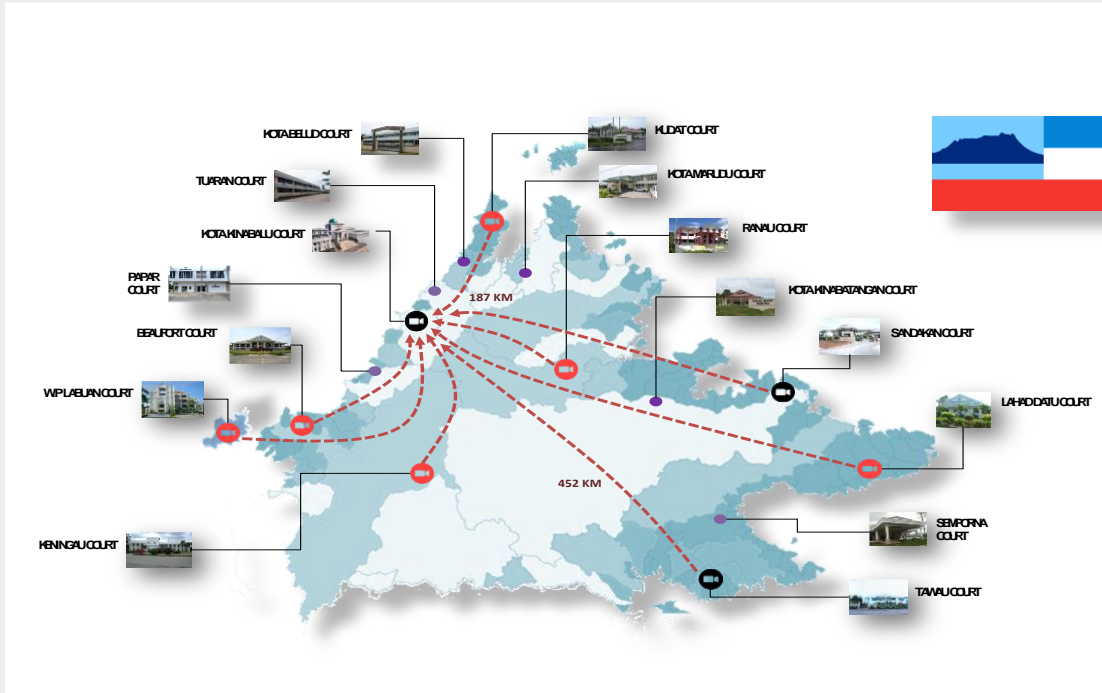 KOTA BELUD COURT
KUDAT COURT
TUARAN COURT
KOTA MARUDU COURT
KOTA KINABALU COURT
RANAU COURT
PAPAR
COURT
187 KM
KOTA KINABATANGAN COURT
BEAUFORT COURT
SANDAKAN COURT
WP LABUAN COURT
LAHAD DATU COURT
452 KM
SEMPORNA
COURT
KENINGAU COURT
TAWAU COURT